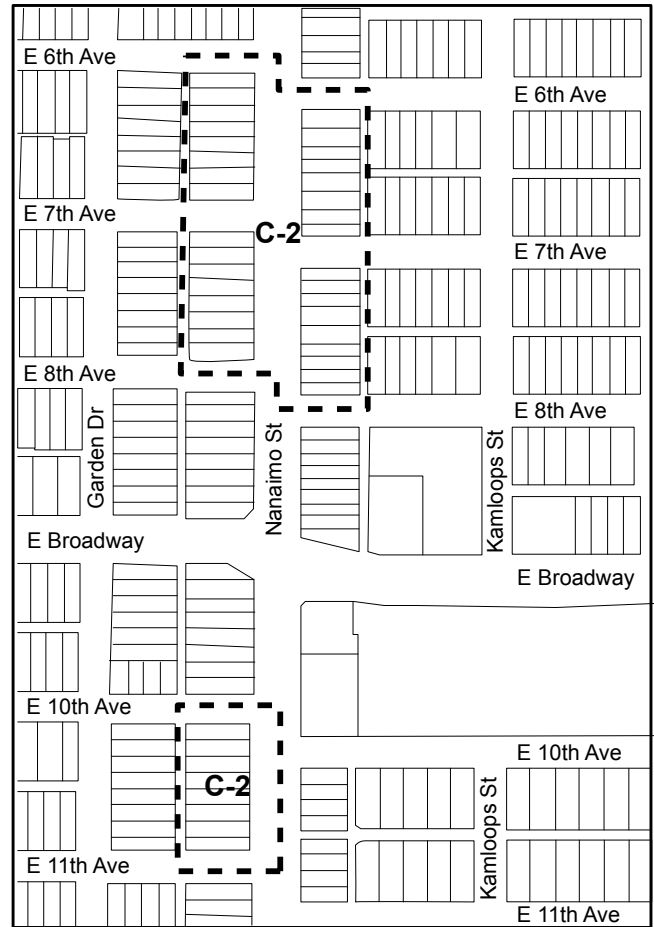 E 6th Ave
E 6th Ave
E 7th Ave
C-2
E 7th Ave
E 8th Ave
E 8th Ave
Garden Dr
Nanaimo St
Kamloops St
E Broadway
E Broadway
E 10th Ave
E 10th Ave
C-2
Kamloops St
E 11th Ave
E 11th Ave